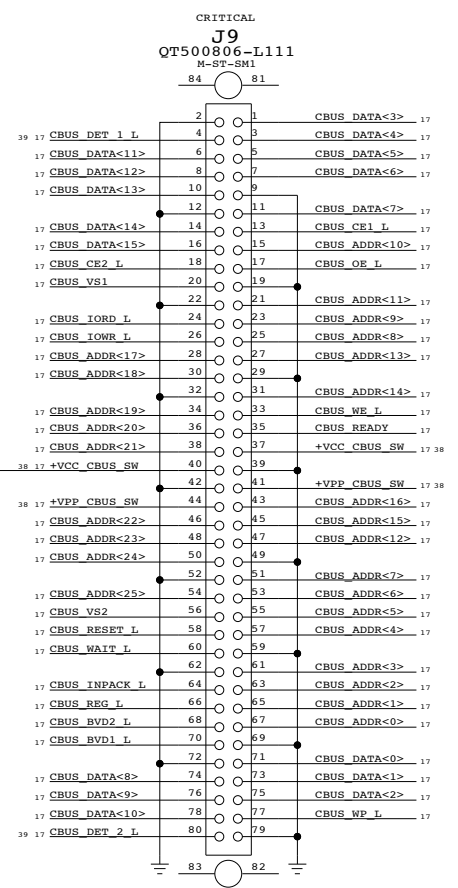 CRITICAL
J9
QT500806-L111
M-ST-SM1
84 81
2 1 CBUS_DATA<3> 17
39 17 CBUS_DET_1_L 4 3 CBUS_DATA<4> 17
17 CBUS_DATA<11> 6 5 CBUS_DATA<5> 17
17 CBUS_DATA<12> 8 7 CBUS_DATA<6> 17
17 CBUS_DATA<13> 10 9
12 11 CBUS_DATA<7> 17
17 CBUS_DATA<14> 14 13 CBUS_CE1_L 17
17 CBUS_DATA<15> 16 15 CBUS_ADDR<10> 17
17 CBUS_CE2_L 18 17 CBUS_OE_L 17
17 CBUS_VS1 20 19
22 21 CBUS_ADDR<11> 17
17 CBUS_IORD_L 24 23 CBUS_ADDR<9> 17
17 CBUS_IOWR_L 26 25 CBUS_ADDR<8> 17
17 CBUS_ADDR<17> 28 27 CBUS_ADDR<13> 17
17 CBUS_ADDR<18> 30 29
32 31 CBUS_ADDR<14> 17
17 CBUS_ADDR<19> 34 33 CBUS_WE_L 17
17 CBUS_ADDR<20> 36 35 CBUS_READY 17
17 CBUS_ADDR<21> 38 37 +VCC_CBUS_SW 17 38
38 17 +VCC_CBUS_SW 40 39
42 41 +VPP_CBUS_SW 17 38
38 17 +VPP_CBUS_SW 44 43 CBUS_ADDR<16> 17
17 CBUS_ADDR<22> 46 45 CBUS_ADDR<15> 17
17 CBUS_ADDR<23> 48 47 CBUS_ADDR<12> 17
17 CBUS_ADDR<24> 50 49
52 51 CBUS_ADDR<7> 17
17 CBUS_ADDR<25> 54 53 CBUS_ADDR<6> 17
17 CBUS_VS2 56 55 CBUS_ADDR<5> 17
17 CBUS_RESET_L 58 57 CBUS_ADDR<4> 17
17 CBUS_WAIT_L 60 59
62 61 CBUS_ADDR<3> 17
17 CBUS_INPACK_L 64 63 CBUS_ADDR<2> 17
17 CBUS_REG_L 66 65 CBUS_ADDR<1> 17
17 CBUS_BVD2_L 68 67 CBUS_ADDR<0> 17
17 CBUS_BVD1_L 70 69
72 71 CBUS_DATA<0> 17
17 CBUS_DATA<8> 74 73 CBUS_DATA<1> 17
17 CBUS_DATA<9> 76 75 CBUS_DATA<2> 17
17 CBUS_DATA<10> 78 77 CBUS_WP_L 17
39 17 CBUS_DET_2_L 80 79
83 82